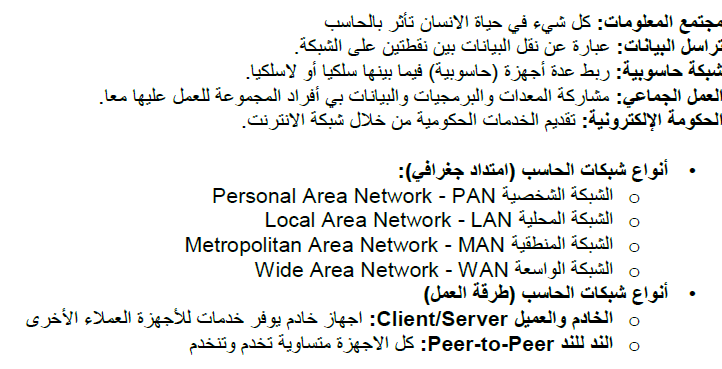 مجتمع المعلومات: كل شيء في حياة الانسان تأثر بالحاسب
تراسل البيانات: عبارة عن نقل البيانات بين نقطتين على الشبكة.
شبكة حاسوبية: ربط عدة أجهزة (حاسوبية) فيما بينها سلكيا أو لاسلكيا.
العمل الجماعي: مشاركة المعدات والبرمجيات والبيانات بي أفراد المجموعة للعمل عليها معا.
الحكومة الإلكترونية: تقديم الخدمات الحكومية من خلال شبكة الانترنت.
• أنواع شبكات الحاسب (امتداد جغرافي):
o الشبكة الشخصية Personal Area Network - PAN
o الشبكة المحلية Local Area Network - LAN
o الشبكة المنطقية Metropolitan Area Network - MAN
o الشبكة الواسعة Wide Area Network - WAN
• أنواع شبكات الحاسب (طرقة العمل)
o الخادم والعميل Client/Server: اجهاز خادم يوفر خدمات للأجهزة العملاء الأخرى
o الند للند Peer-to-Peer: كل الاجهزة متساوية تخدم وتنخدم